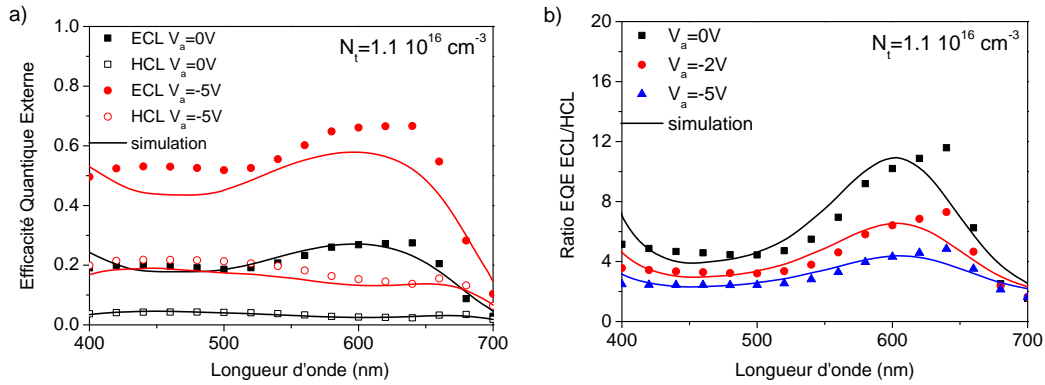 a)
Efficacité Quantique Externe
1.0
0.8
0.6
0.4
0.2
0.0
ECL V_a=0V
HCL V_a=0V
ECL V_a=-5V
HCL V_a=-5V
simulation
N_t=1.1 10^16 cm^-3
400 500 600 700
Longueur d'onde (nm)
b)
Ratio EQE ECL/HCL
20
16
12
8
4
0
V_a=0V
V_a=-2V
V_a=-5V
simulation
N_t=1.1 10^16 cm^-3
400 500 600 700
Longueur d'onde (nm)